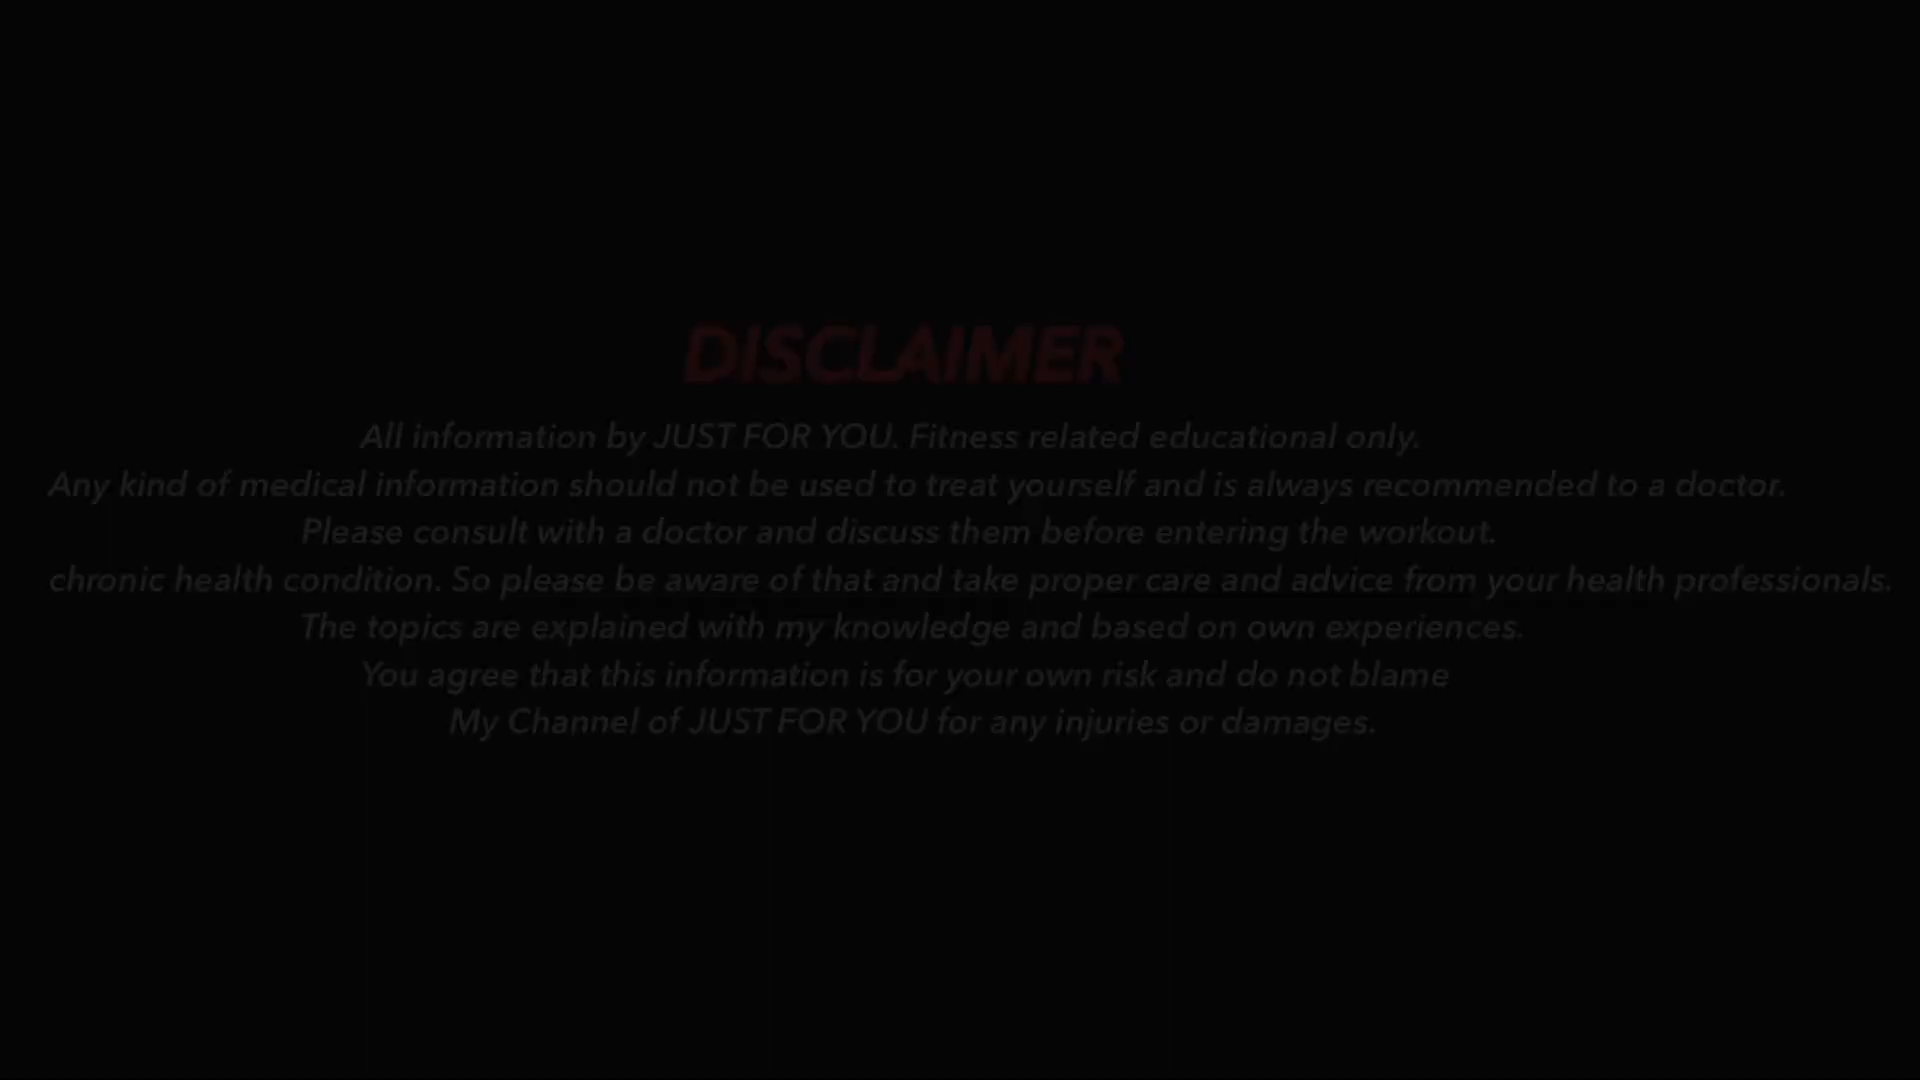 DISCLAIMER
All information by JUST FOR YOU. Fitness related educational only.
Any kind of medical information should not be used to treat yourself and is always recommended to a doctor.
Please consult with a doctor and discuss them before entering the workout.
chronic health condition. So please be aware of that and take proper care and advice from your health professionals.
The topics are explained with my knowledge and based on own experiences.
You agree that this information is for your own risk and do not blame
My Channel of JUST FOR YOU for any injuries or damages.